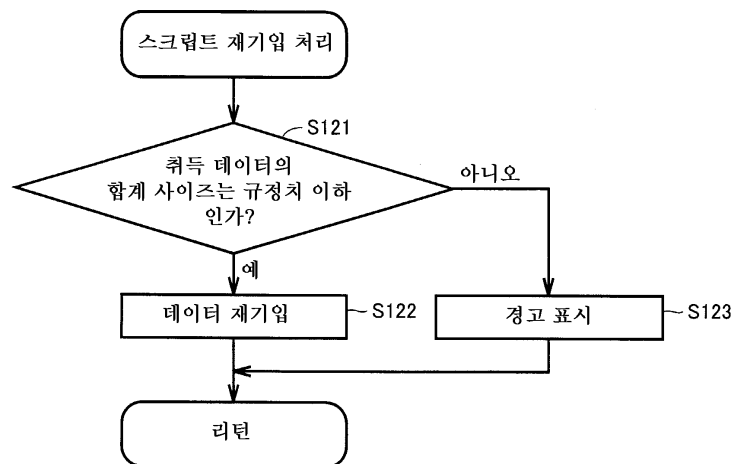 스크립트 재기입 처리
S121
취득 데이터의
합계 사이즈는 규정치 이하
인가?
아니오
예
데이터 재기입
S122
경고 표시
S123
리턴